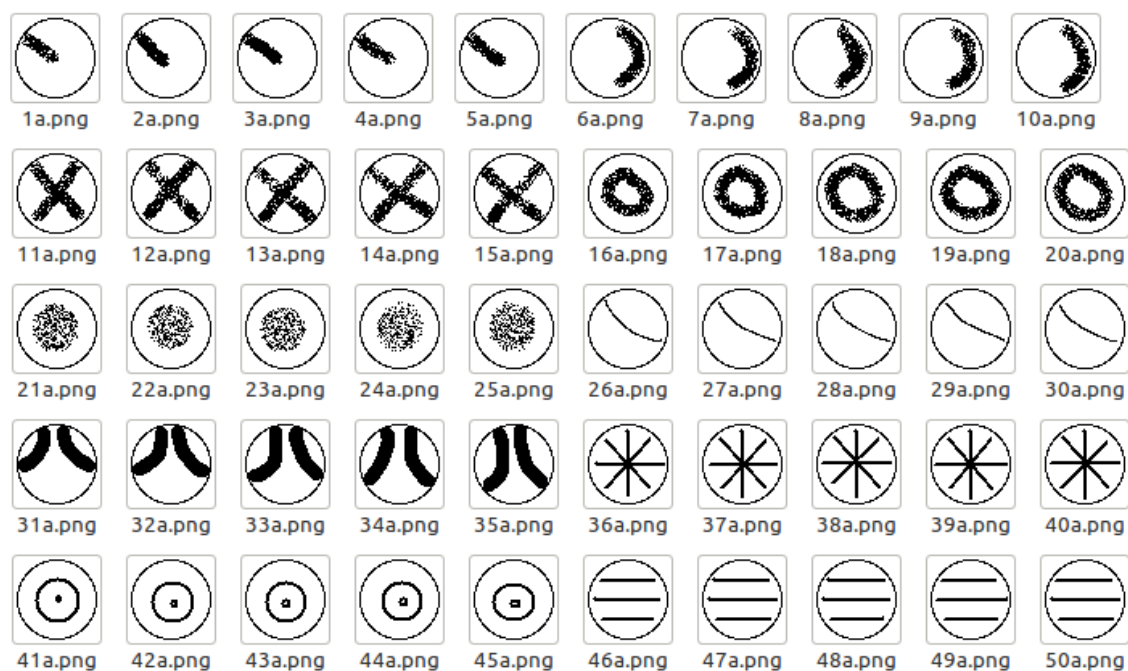 1a.png 2a.png 3a.png 4a.png 5a.png 6a.png 7a.png 8a.png 9a.png 10a.png
11a.png 12a.png 13a.png 14a.png 15a.png 16a.png 17a.png 18a.png 19a.png 20a.png
21a.png 22a.png 23a.png 24a.png 25a.png 26a.png 27a.png 28a.png 29a.png 30a.png
31a.png 32a.png 33a.png 34a.png 35a.png 36a.png 37a.png 38a.png 39a.png 40a.png
41a.png 42a.png 43a.png 44a.png 45a.png 46a.png 47a.png 48a.png 49a.png 50a.png